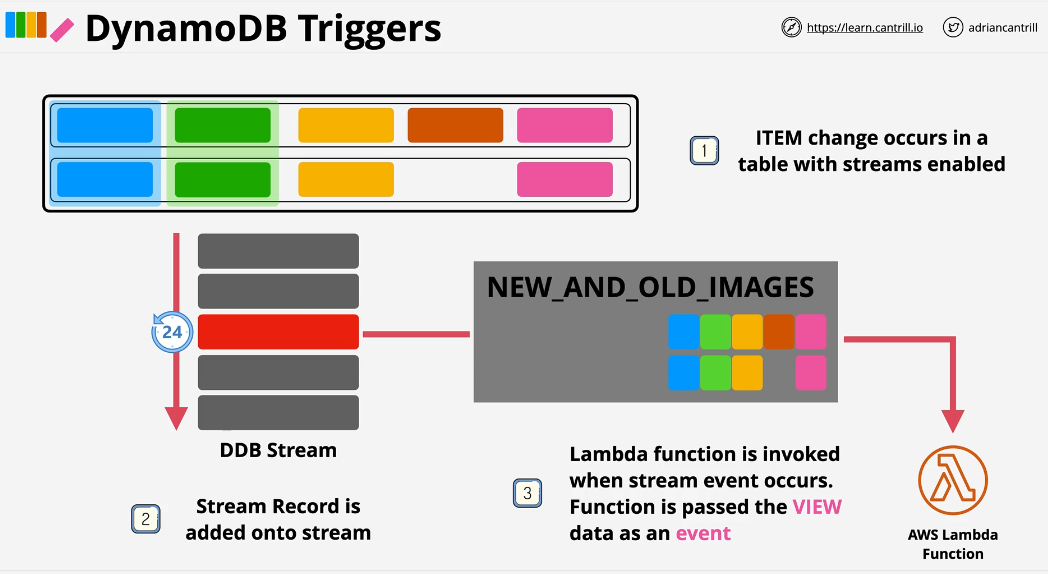 DynamoDB Triggers
https://learn.cantrill.io
adriancantrill
1
ITEM change occurs in a
table with streams enabled
24
NEW_AND_OLD_IMAGES
DDB Stream
2
Stream Record is
added onto stream
3
Lambda function is invoked
when stream event occurs.
Function is passed the VIEW
data as an event
AWS Lambda
Function